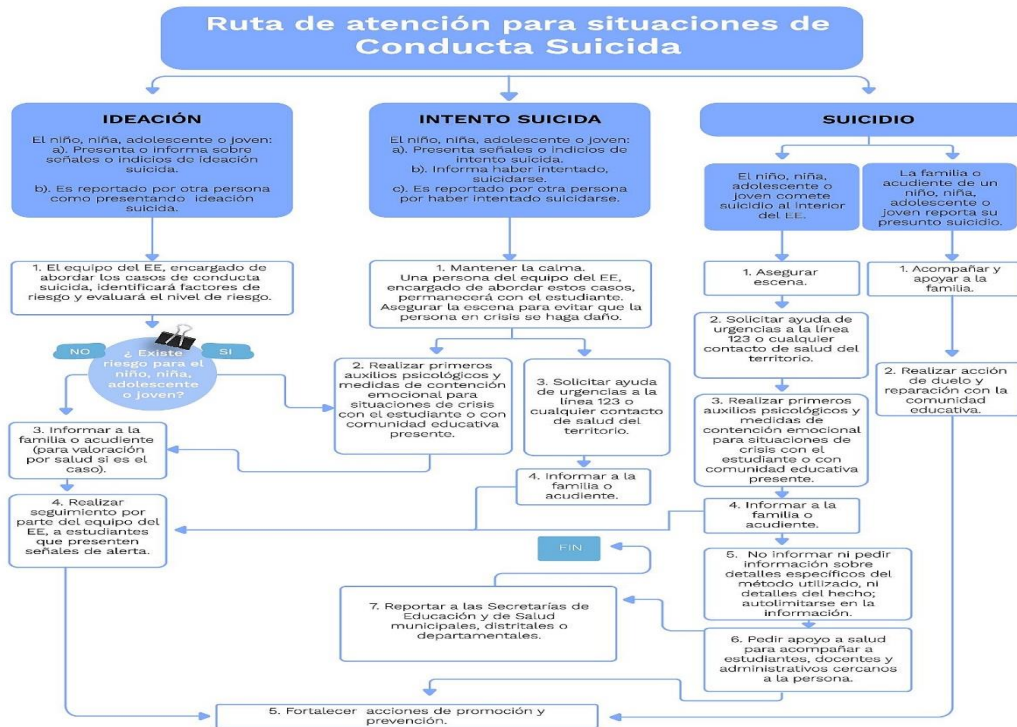 Ruta de atención para situaciones de
Conducta Suicida
IDEACIÓN
El niño, niña, adolescente o joven:
a). Presenta o informa sobre
señales o indicios de ideación
suicida.
b). Es reportado por otra persona
como presentando ideación
suicida.
INTENTO SUICIDA
El niño, niña, adolescente o joven:
a). Presenta señales o indicios de
intento suicida.
b). Informa haber intentado,
suicidarse.
c). Es reportado por otra persona
por haber intentado suicidarse.
SUICIDIO
El niño, niña,
adolescente o
joven comete
suicidio al interior
del EE.
La familia o
acudiente de un
niño, niña,
adolescente o
joven reporta su
presunto suicidio.
1. El equipo del EE, encargado de
abordar los casos de conducta
suicida, identificará factores de
riesgo y evaluará el nivel de riesgo.
NO
SI
¿ Existe
riesgo para el
niño, niña,
adolescente
o joven?
3. Informar a la familia
o acudiente (para
valoración por salud si es el
caso).
4. Realizar
seguimiento por
parte del equipo del
EE, a estudiantes
que presenten
señales de alerta.
1. Mantener la calma.
Una persona del equipo del EE,
encargado de abordar estos casos,
permanecerá con el estudiante.
Asegurar la escena para evitar que la
persona en crisis se haga daño.
2. Realizar primeros
auxilios psicológicos y
medidas de contención
emocional para
situaciones de crisis
con el estudiante o con
comunidad educativa
presente.
3. Solicitar ayuda
de urgencias a la
línea 123 o
cualquier contacto
de salud del
territorio.
4. Informar a la
familia o
acudiente.
1. Asegurar
escena.
2. Solicitar ayuda de
urgencias a la línea
123 o cualquier
contacto de salud del
territorio.
3. Realizar primeros
auxilios psicológicos y
medidas de
contención emocional
para situaciones de
crisis con el
estudiante o con
comunidad educativa
presente.
4. Informar a la
familia o
acudiente.
5. No informar ni pedir
información sobre
detalles específicos del
método utilizado, ni
detalles del hecho;
autolimitarse en la
información.
6. Pedir apoyo a salud
para acompañar a
estudiantes, docentes y
administrativos cercanos
a la persona.
1. Acompañar y
apoyar a la
familia.
2. Realizar acción
de duelo y
reparación con la
comunidad
educativa.
FIN
7. Reportar a las Secretarías de
Educación y de Salud
municipales, distritales o
departamentales.
5. Fortalecer acciones de promoción y
prevención.